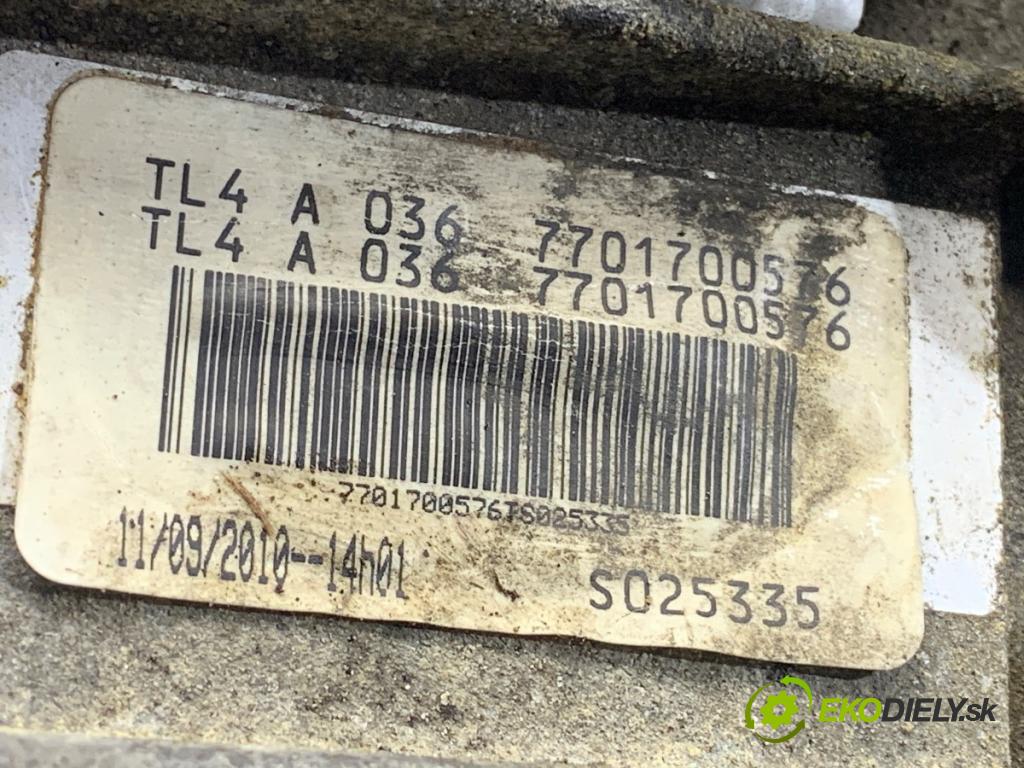 TL4 A 036 7701700576
TL4 A 036 7701700576
7701700576TS025335
11/09/2010--14h01
S025335
EKODIELY.sk